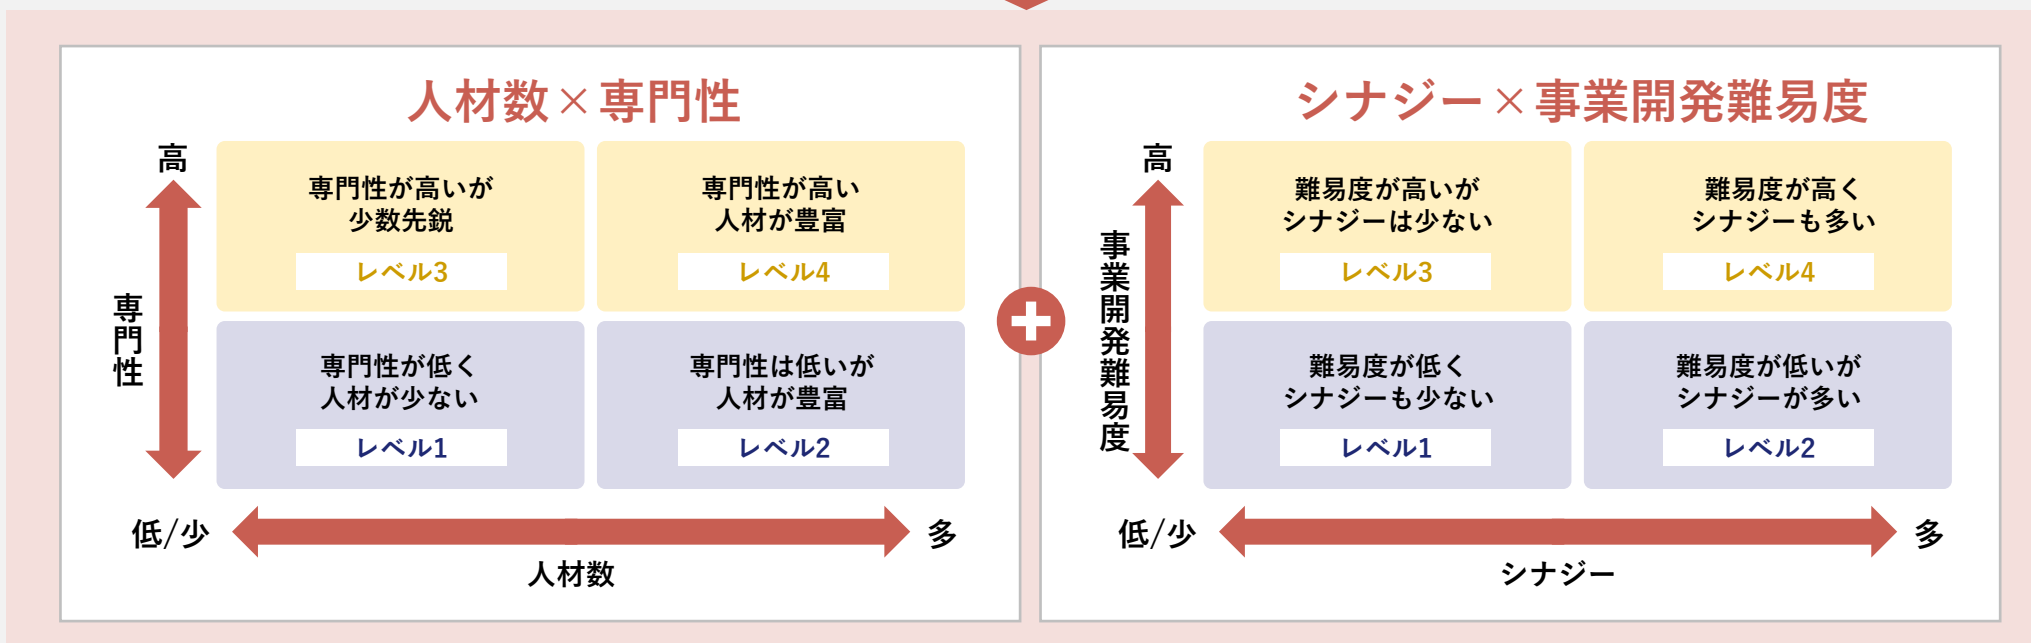 人材数×専門性
高
専門性
専門性が高いが
少数先鋭
レベル3
専門性が高い
人材が豊富
レベル4
専門性が低く
人材が少ない
レベル1
専門性は低いが
人材が豊富
レベル2
低/少
多
人材数
シナジー×事業開発難易度
高
事業開発難易度
難易度が高いが
シナジーは少ない
レベル3
難易度が高く
シナジーも多い
レベル4
難易度が低く
シナジーも少ない
レベル1
難易度が低いが
シナジーが多い
レベル2
低/少
多
シナジー